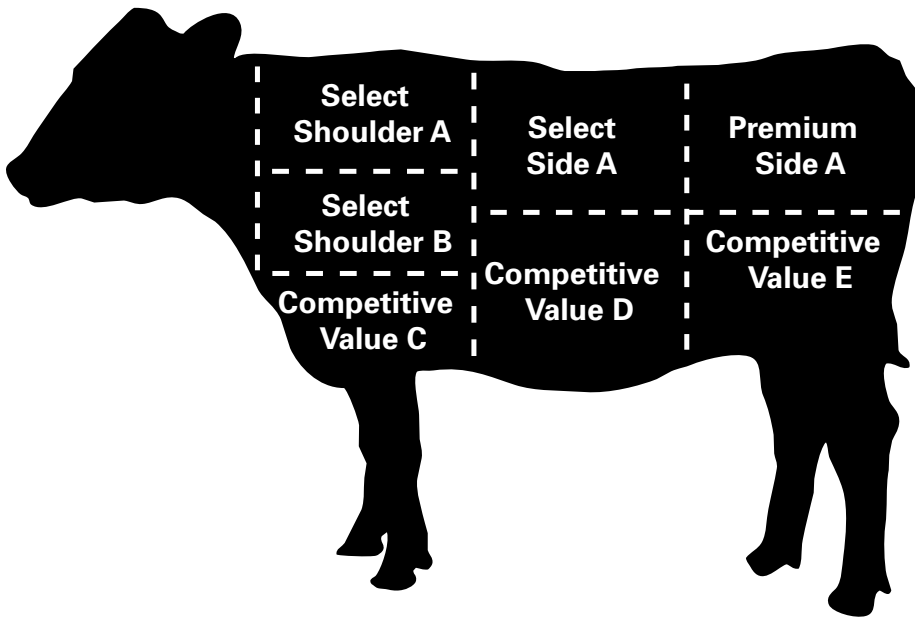 Select
Shoulder A
Select
Shoulder B
Competitive
Value C
Select
Side A
Competitive
Value D
Premium
Side A
Competitive
Value E